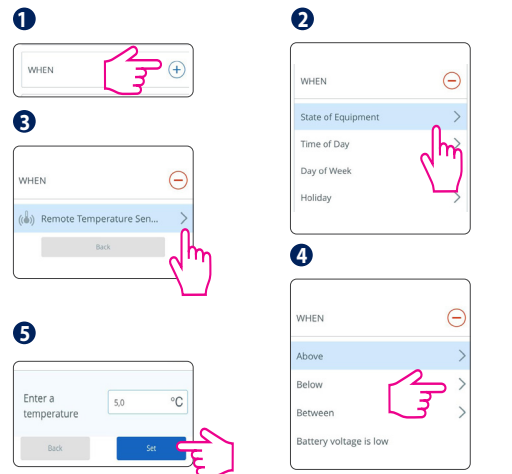 1
WHEN
2
WHEN
State of Equipment
Time of Day
Day of Week
Holiday
3
WHEN
Remote Temperature Sen...
Back
4
WHEN
Above
Below
Between
Battery voltage is low
5
Enter a
temperature
5,0 °C
Back Set